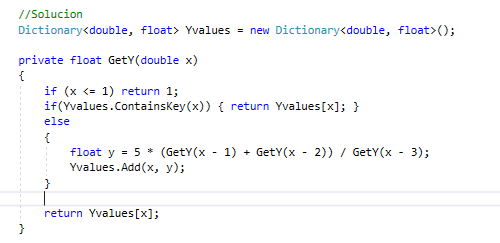 //Solucion
Dictionary<double, float> Yvalues = new Dictionary<double, float>();
private float GetY(double x)
{
if (x <= 1) return 1;
if(Yvalues.ContainsKey(x)) { return Yvalues[x]; }
else
{
float y = 5 * (GetY(x - 1) + GetY(x - 2)) / GetY(x - 3);
Yvalues.Add(x, y);
}
return Yvalues[x];
}